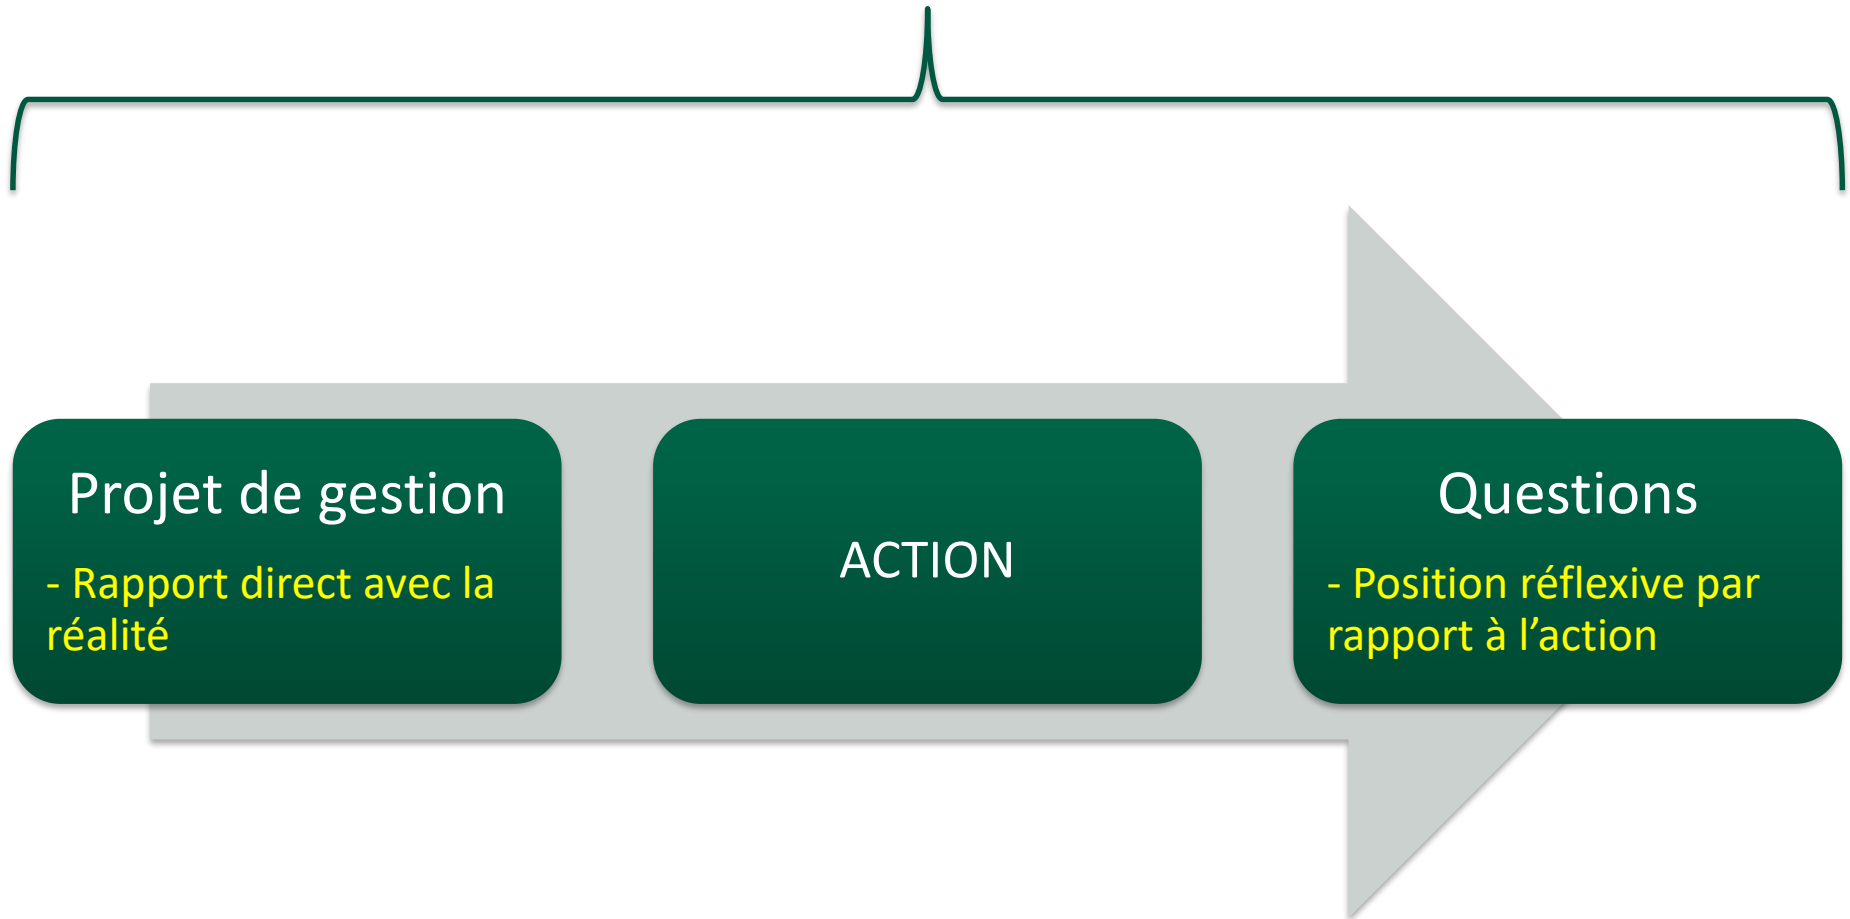 Projet de gestion
- Rapport direct avec la
réalité
ACTION
Questions
- Position réflexive par
rapport à l’action